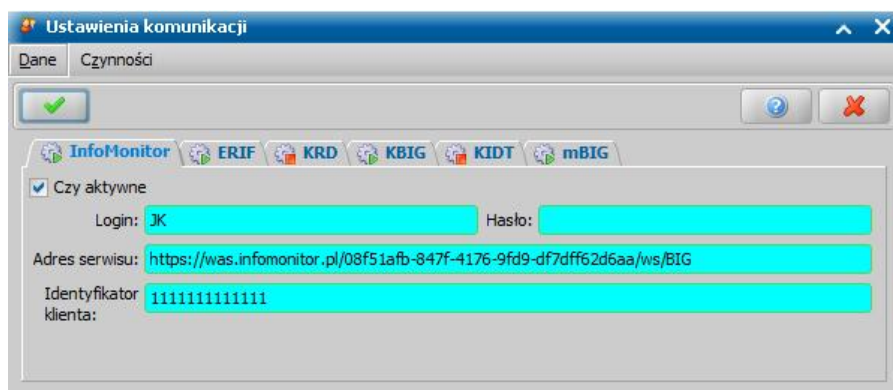 Ustawienia komunikacji
Dane Czynności
InfoMonitor ERIF KRD KBIG KIDT mBIG
Czy aktywne
Login: JK Hasło:
Adres serwisu: https://was.infomonitor.pl/08f51afb-847f-4176-9fd9-df7dff62d6aa/ws/BIG
Identyfikator klienta: 1111111111111